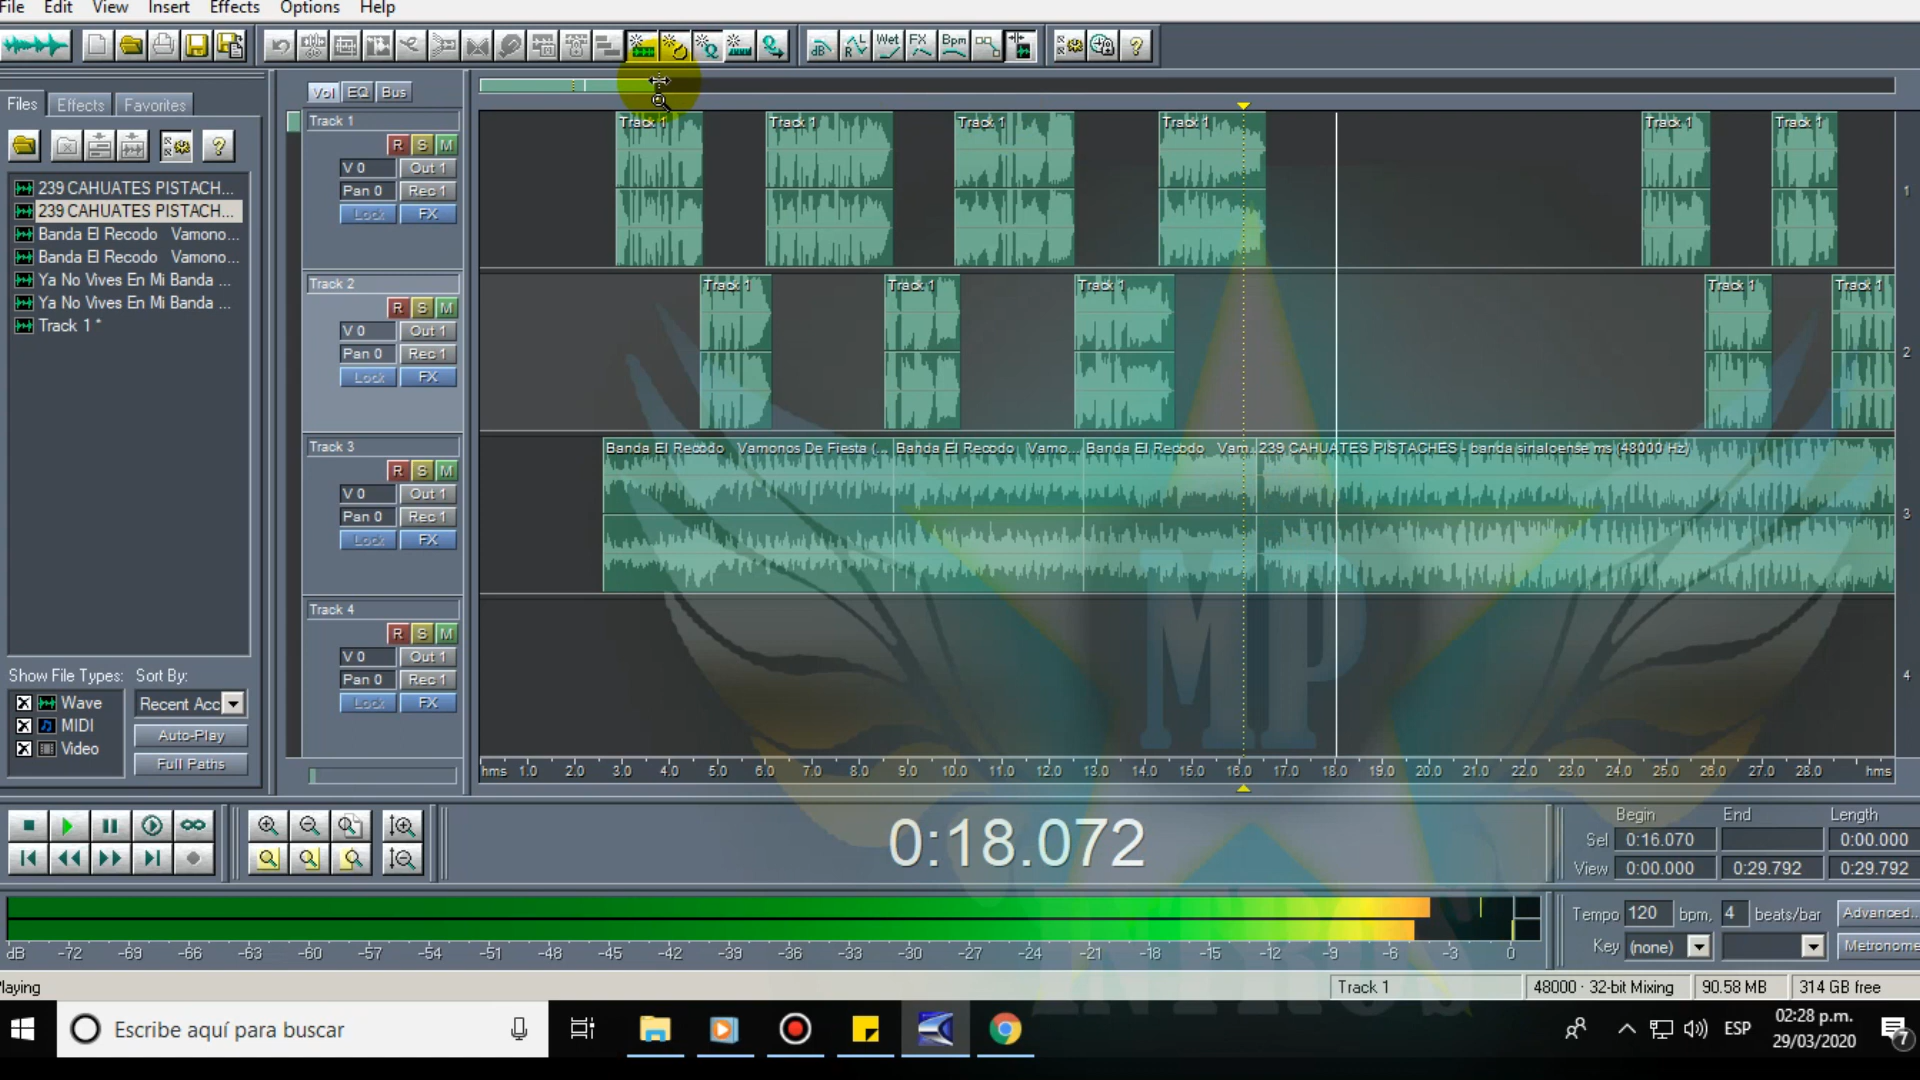 File Edit View Insert Effects Options Help
Wet FX Bpm
Files Effects Favorites
239 CAHUATES PISTACH...
239 CAHUATES PISTACH...
Banda El Recodo Vamono...
Banda El Recodo Vamono...
Ya No Vives En Mi Banda ...
Ya No Vives En Mi Banda ...
Track 1 *
Show File Types: Sort By:
Wave Recent Acc
MIDI Auto-Play
Video Full Paths
Vol EQ Bus
Track 1
R S M
V 0 Out 1
Pan 0 Rec 1
Lock FX
Track 2
R S M
V 0 Out 1
Pan 0 Rec 1
Lock FX
Track 3
R S M
V 0 Out 1
Pan 0 Rec 1
Lock FX
Track 4
R S M
V 0 Out 1
Pan 0 Rec 1
Lock FX
Track 1 Track 1 Track 1 Track 1 Track 1 Track 1
1
Track 1 Track 1 Track 1 Track 1 Track 1
2
Banda El Recodo Vamonos De Fiesta (... Banda El Recodo Vamo... Banda El Recodo Vam... 239 CAHUATES PISTACHES - banda sinaloense ms (48000 Hz)
3
4
MP
INTROS
hms 1.0 2.0 3.0 4.0 5.0 6.0 7.0 8.0 9.0 10.0 11.0 12.0 13.0 14.0 15.0 16.0 17.0 18.0 19.0 20.0 21.0 22.0 23.0 24.0 25.0 26.0 27.0 28.0 hms
0:18.072
Begin End Length
Sel 0:16.070 0:00.000
View 0:00.000 0:29.792 0:29.792
dB -72 -69 -66 -63 -60 -57 -54 -51 -48 -45 -42 -39 -36 -33 -30 -27 -24 -21 -18 -15 -12 -9 -6 -3 0
Tempo 120 bpm, 4 beats/bar Advanced...
Key (none) Metronome
Playing Track 1 48000 · 32-bit Mixing 90.58 MB 314 GB free
Escribe aquí para buscar
ESP
02:28 p.m.
29/03/2020
7